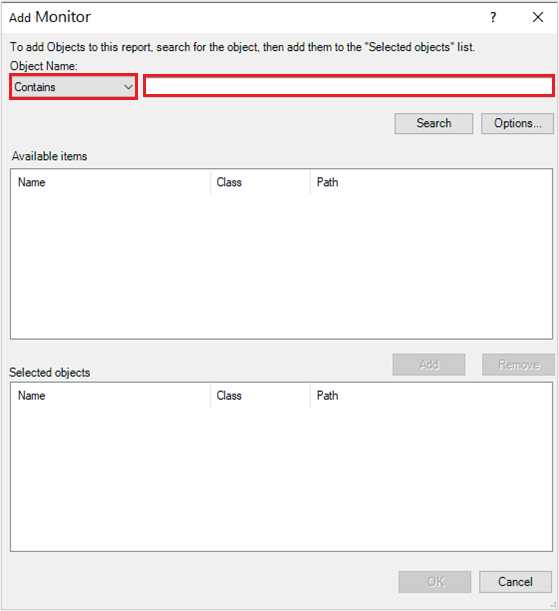 Add Monitor ?
To add Objects to this report, search for the object, then add them to the "Selected objects" list.
Object Name:
Contains
Search Options...
Available items
Name Class Path
Add Remove
Selected objects
Name Class Path
OK Cancel